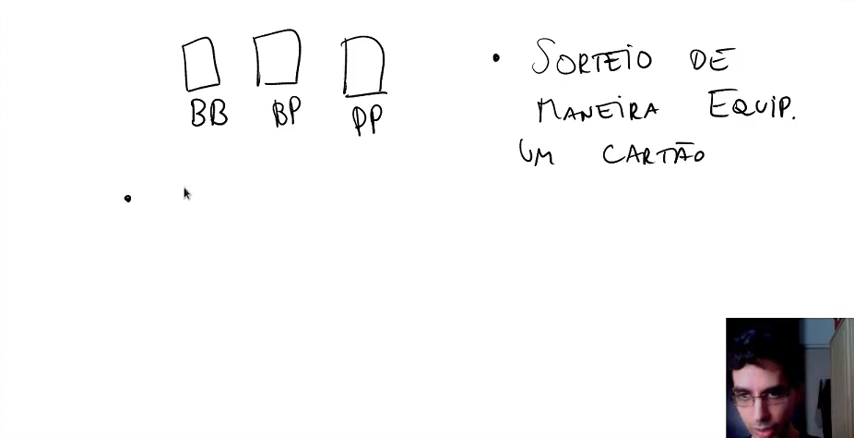 BB BP PP
• SORTEIO DE
MANEIRA EQUIP.
UM CARTÃO
•